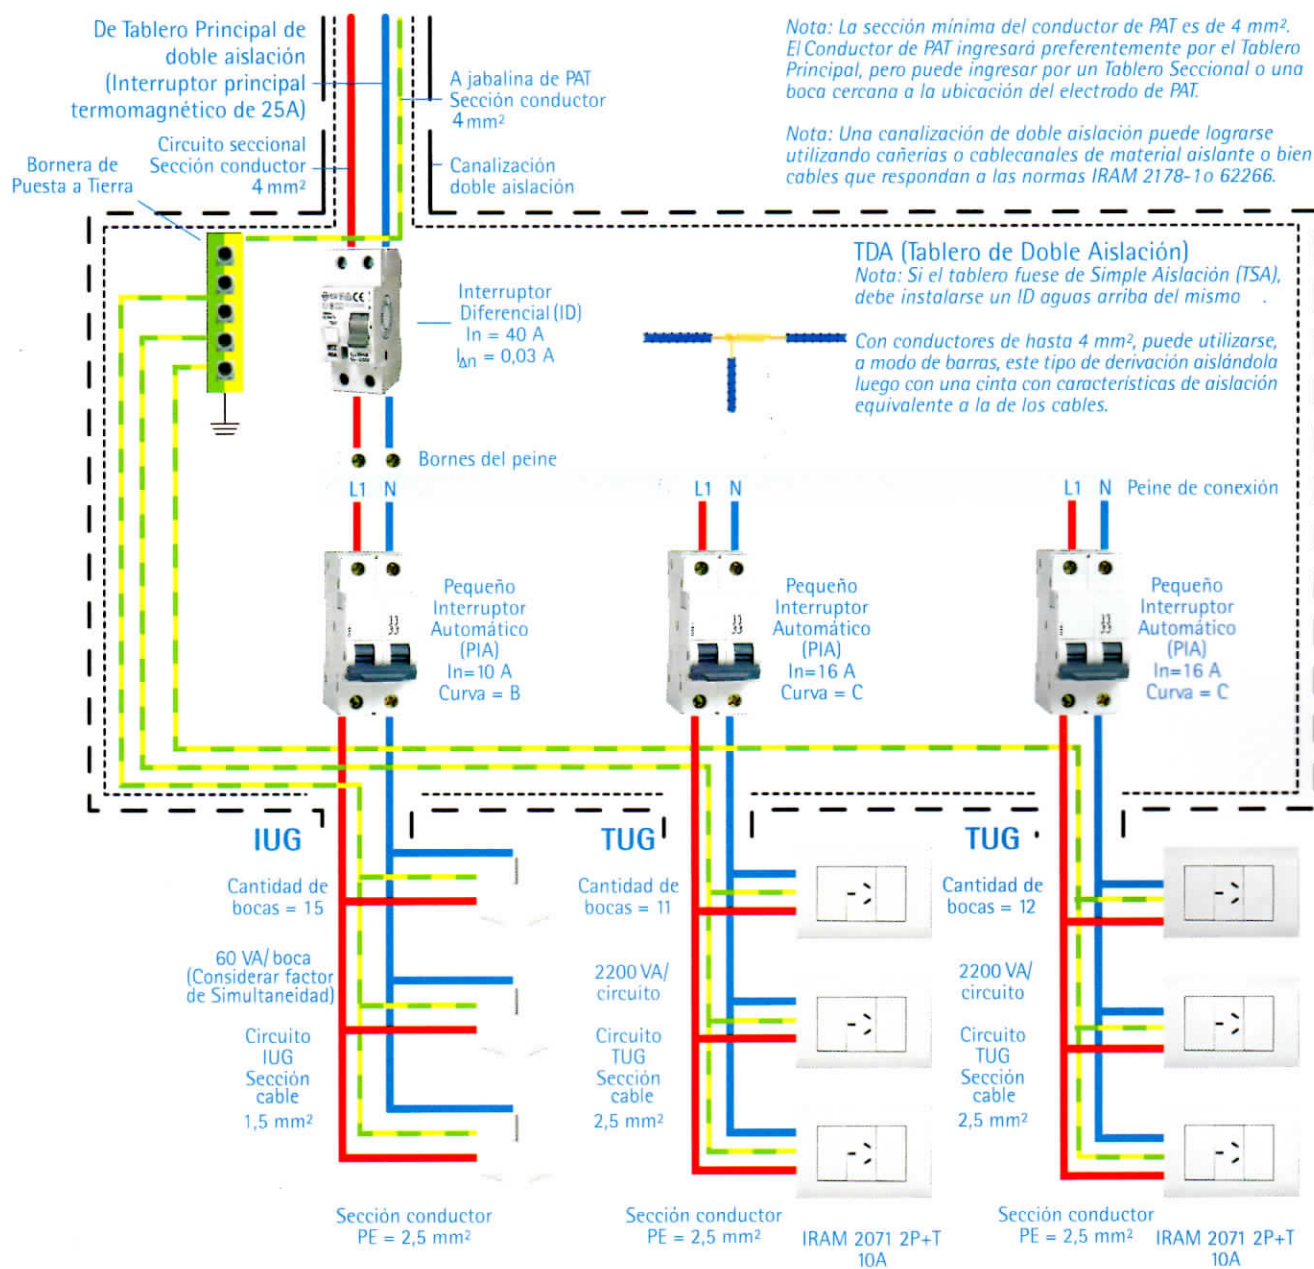 De Tablero Principal de
doble aislación
(Interruptor principal
termomagnético de 25A)
Circuito seccional
Sección conductor
4 mm²
Bornera de
Puesta a Tierra
A jabalina de PAT
Sección conductor
4 mm²
Canalización
doble aislación
Nota: La sección mínima del conductor de PAT es de 4 mm².
El Conductor de PAT ingresará preferentemente por el Tablero
Principal, pero puede ingresar por un Tablero Seccional o una
boca cercana a la ubicación del electrodo de PAT.
Nota: Una canalización de doble aislación puede lograrse
utilizando cañerías o cablecanales de material aislante o bien
cables que respondan a las normas IRAM 2178-1o 62266.
TDA (Tablero de Doble Aislación)
Nota: Si el tablero fuese de Simple Aislación (TSA),
debe instalarse un ID aguas arriba del mismo .
Con conductores de hasta 4 mm², puede utilizarse,
a modo de barras, este tipo de derivación aislándola
luego con una cinta con características de aislación
equivalente a la de los cables.
Interruptor
Diferencial (ID)
In = 40 A
IΔn = 0,03 A
Bornes del peine
L1 N
L1 N
L1 N
Peine de conexión
Pequeño
Interruptor
Automático
(PIA)
In=10 A
Curva = B
Pequeño
Interruptor
Automático
(PIA)
In=16 A
Curva = C
Pequeño
Interruptor
Automático
(PIA)
In=16 A
Curva = C
IUG
Cantidad de
bocas = 15
60 VA/ boca
(Considerar factor
de Simultaneidad)
Circuito
IUG
Sección
cable
1,5 mm²
Sección conductor
PE = 2,5 mm²
TUG
Cantidad de
bocas = 11
2200 VA/
circuito
Circuito
TUG
Sección
cable
2,5 mm²
Sección conductor
PE = 2,5 mm²
IRAM 2071 2P+T
10A
TUG
Cantidad de
bocas = 12
2200 VA/
circuito
Circuito
TUG
Sección
cable
2,5 mm²
Sección conductor
PE = 2,5 mm²
IRAM 2071 2P+T
10A